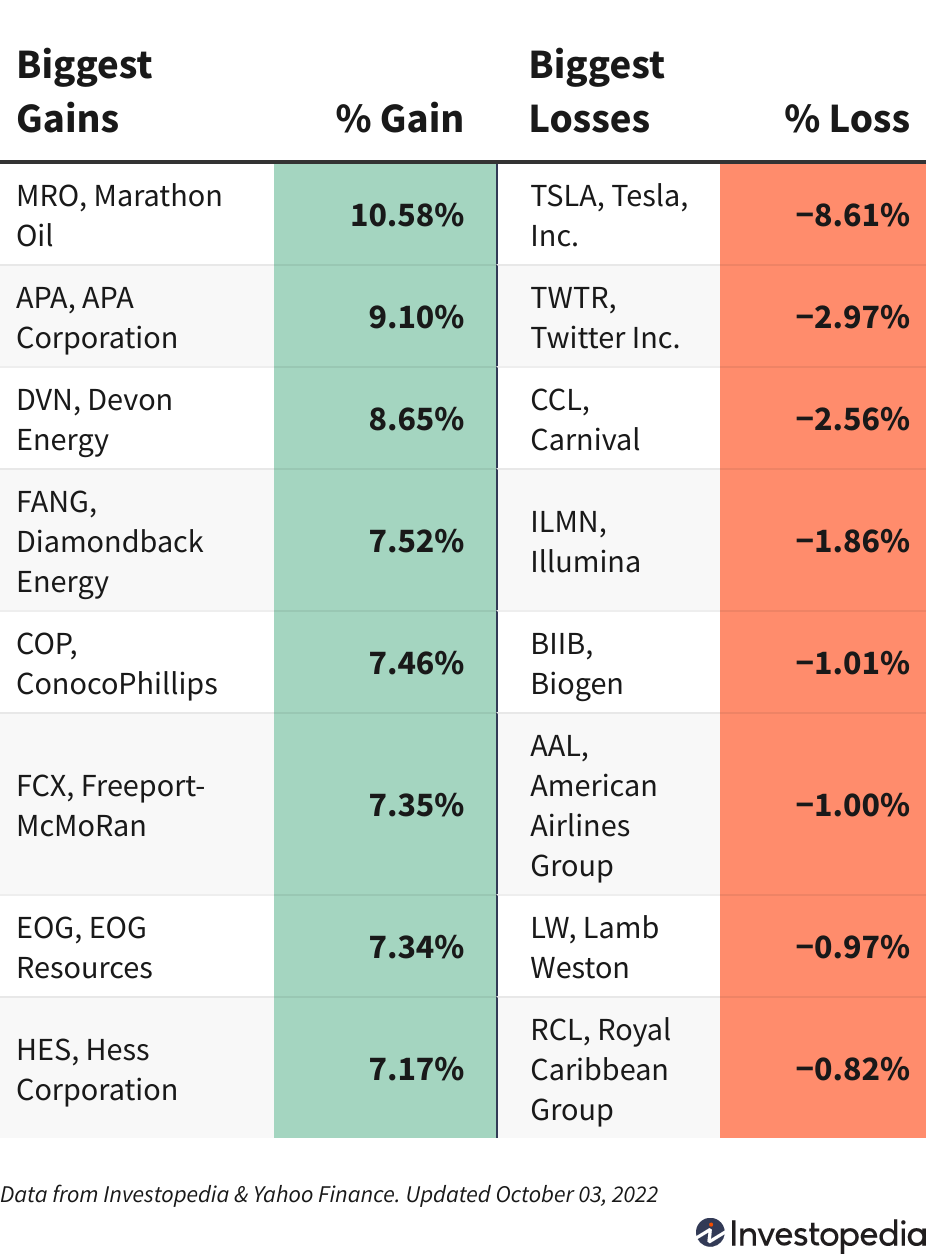 Biggest
Gains
% Gain
Biggest
Losses
% Loss
MRO, Marathon
Oil
10.58%
TSLA, Tesla,
Inc.
−8.61%
APA, APA
Corporation
9.10%
TWTR,
Twitter Inc.
−2.97%
DVN, Devon
Energy
8.65%
CCL,
Carnival
−2.56%
FANG,
Diamondback
Energy
7.52%
ILMN,
Illumina
−1.86%
COP,
ConocoPhillips
7.46%
BIIB,
Biogen
−1.01%
FCX, Freeport-
McMoRan
7.35%
AAL,
American
Airlines
Group
−1.00%
EOG, EOG
Resources
7.34%
LW, Lamb
Weston
−0.97%
HES, Hess
Corporation
7.17%
RCL, Royal
Caribbean
Group
−0.82%
Data from Investopedia & Yahoo Finance. Updated October 03, 2022
Investopedia